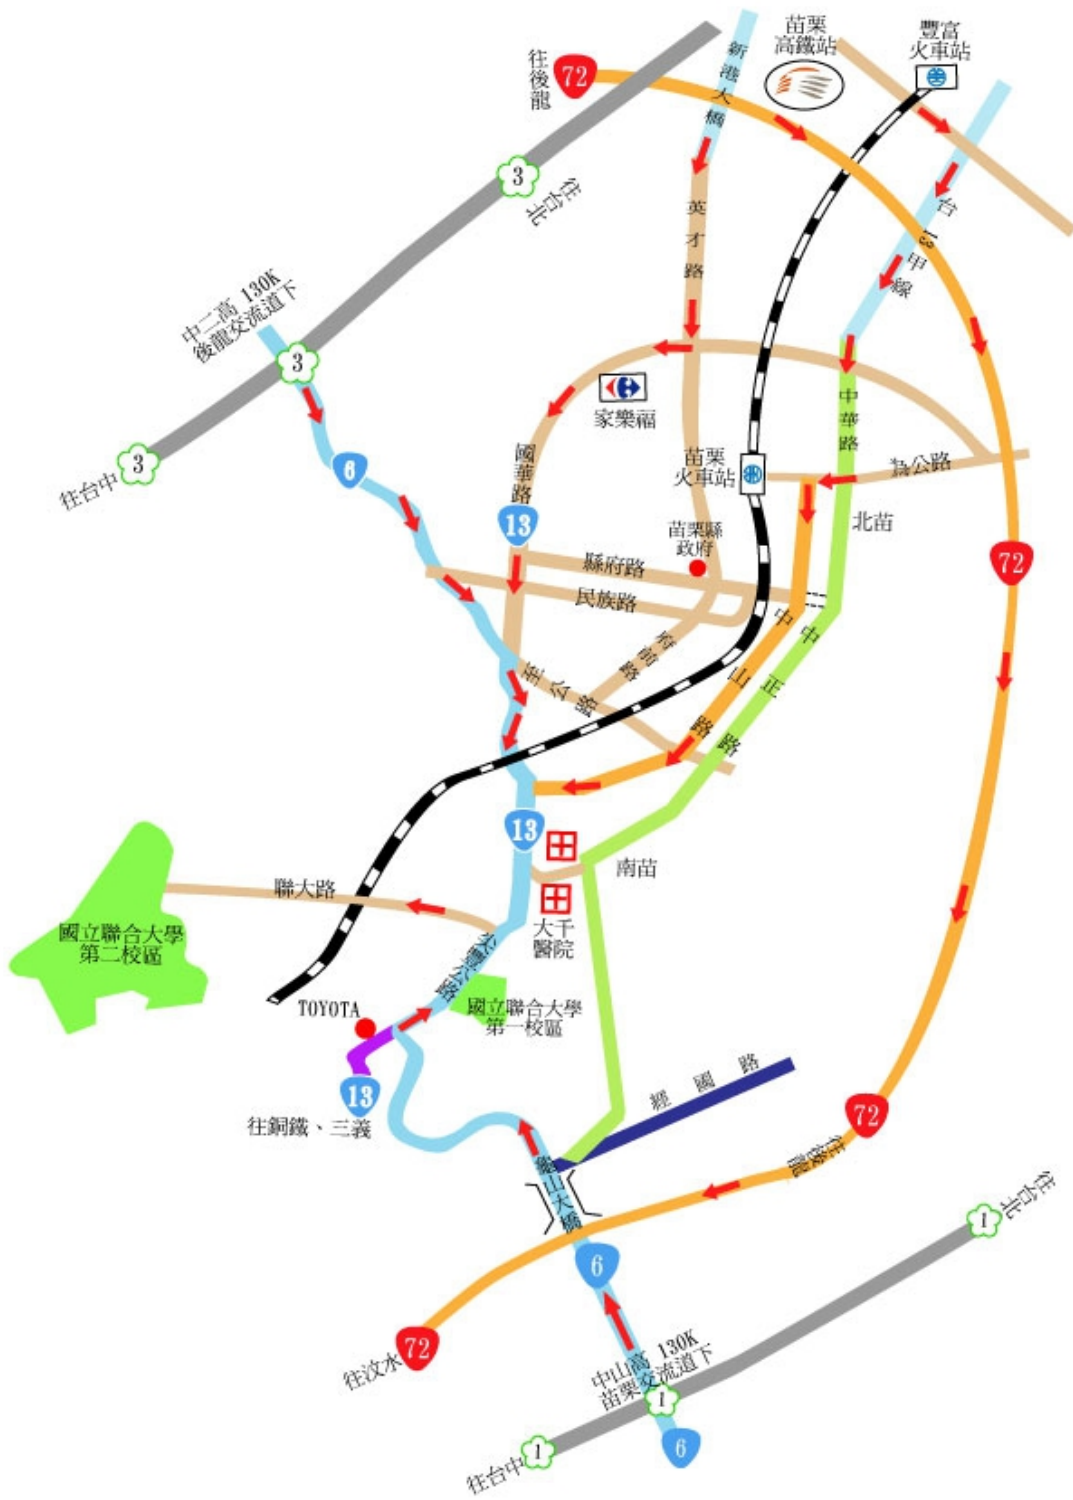 苗栗
高鐵站
豐富
火車站
新港大橋
往後龍
72
3
往台北
英才路
台13甲線
中二高 130K
後龍交流道下
3
家樂福
中華路
3
往台中
6
國華路
13
苗栗
火車站
為公路
北苗
苗栗縣
政府
72
縣府路
民族路
府前路
至公路
中山路
中正路
13
南苗
聯大路
大千
醫院
國立聯合大學
第二校區
尖豐公路
TOYOTA
國立聯合大學
第一校區
13
往銅鐵、三義
經國路
72
往後龍
龜山大橋
往台北
1
6
72
往汶水
中山高 130K
苗栗交流道下
1
1
往台中
6